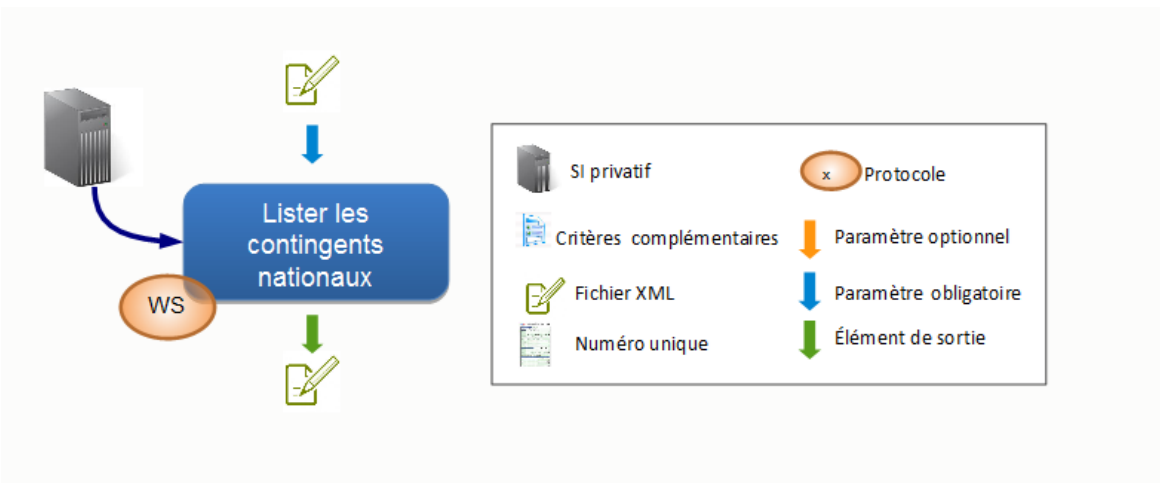 Lister les
contingents
nationaux
WS
SI privatif
x
Protocole
Critères complémentaires
Paramètre optionnel
Fichier XML
Paramètre obligatoire
Numéro unique
Élément de sortie